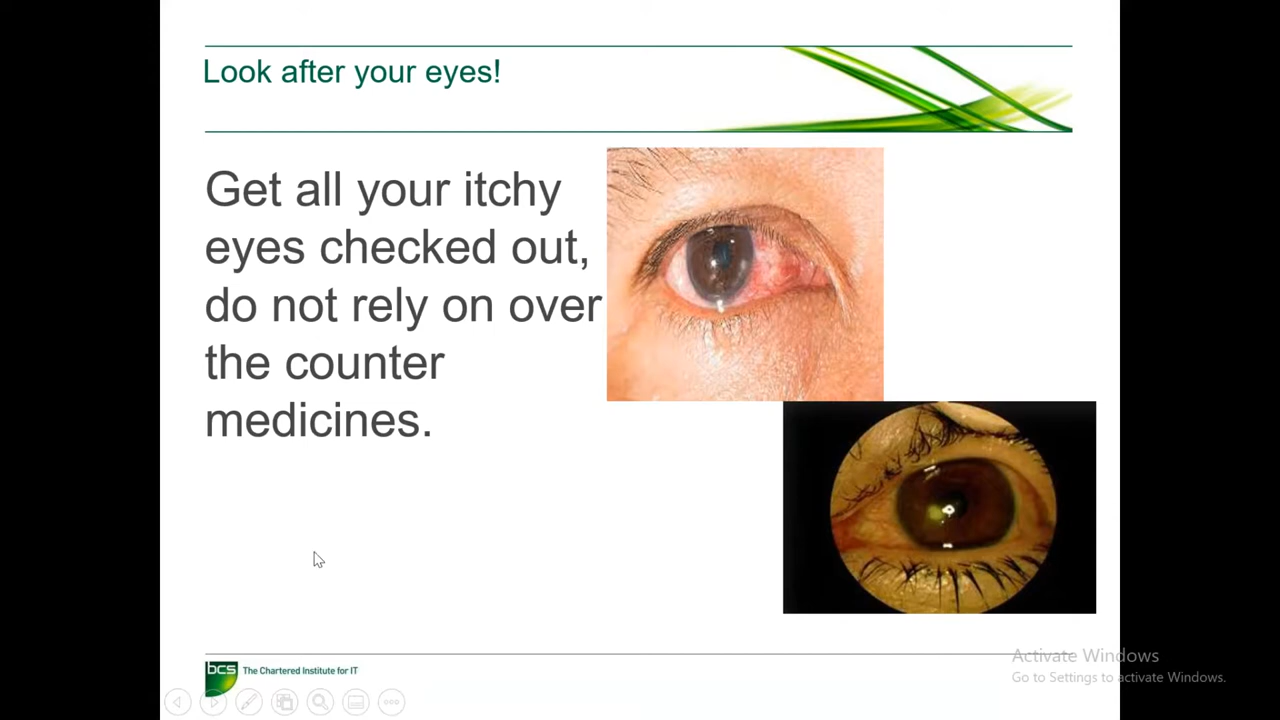 Look after your eyes!
Get all your itchy
eyes checked out,
do not rely on over
the counter
medicines.
bcs The Chartered Institute for IT
Activate Windows
Go to Settings to activate Windows.